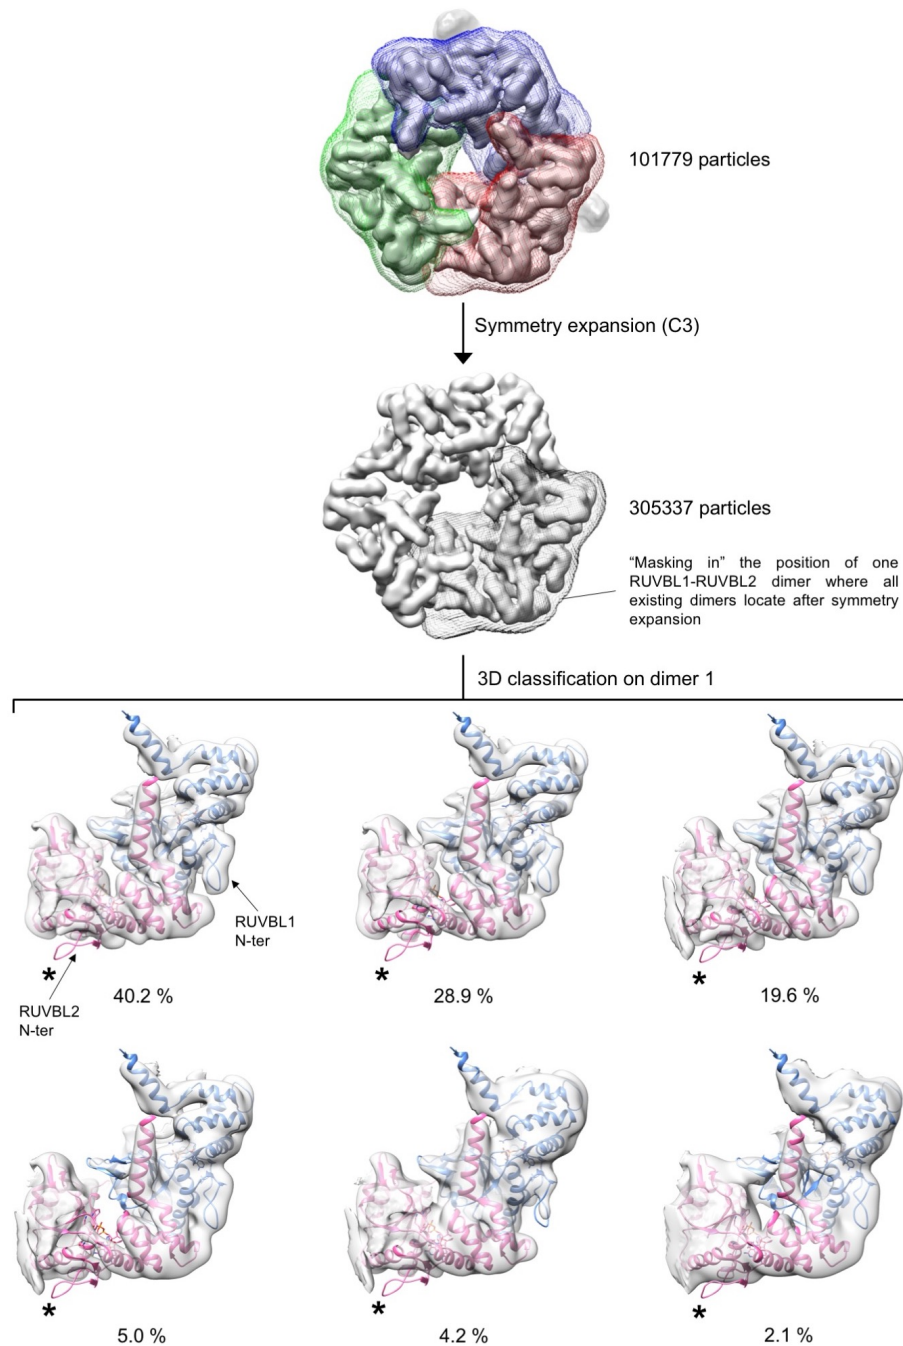 101779 particles
Symmetry expansion (C3)
305337 particles
“Masking in” the position of one
RUVBL1-RUVBL2 dimer where all
existing dimers locate after symmetry
expansion
3D classification on dimer 1
RUVBL1
N-ter
*
*
*
RUVBL2
N-ter
40.2 %
28.9 %
19.6 %
*
*
*
5.0 %
4.2 %
2.1 %